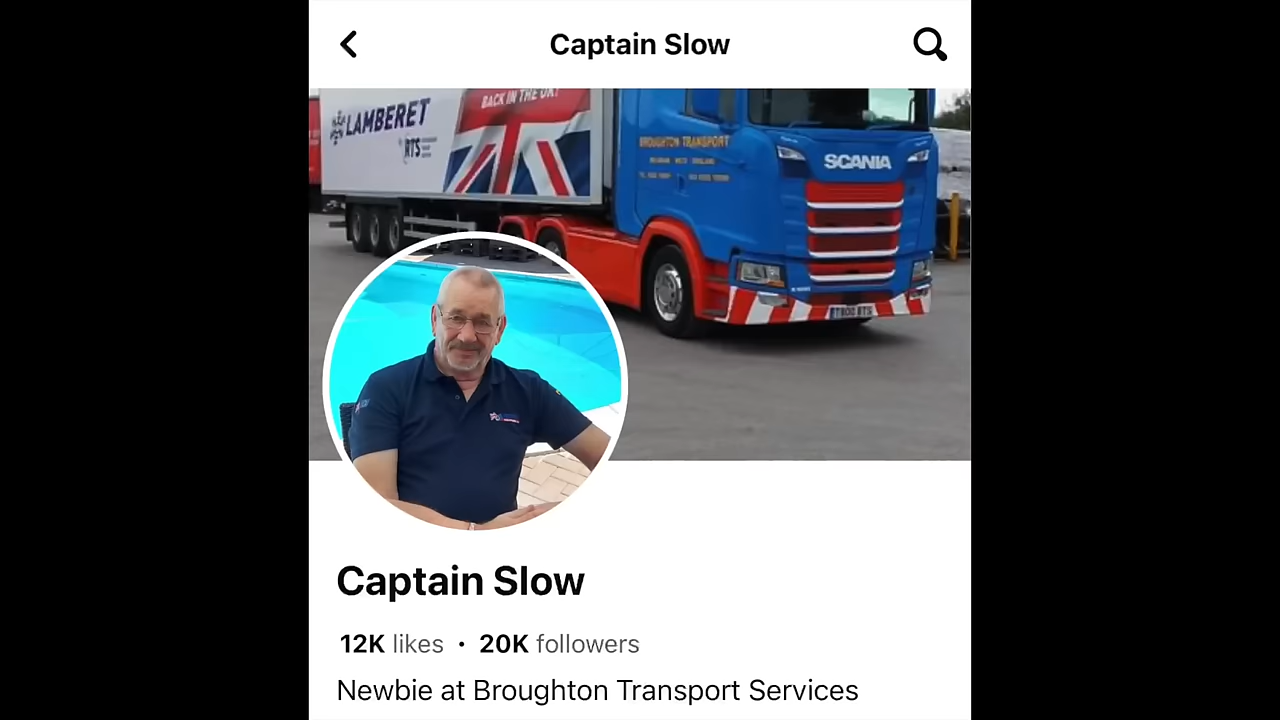 Captain Slow
LAMBERET
BACK IN THE UK!
RTS
BROUGHTON TRANSPORT
SCANIA
Captain Slow
12K likes · 20K followers
Newbie at Broughton Transport Services